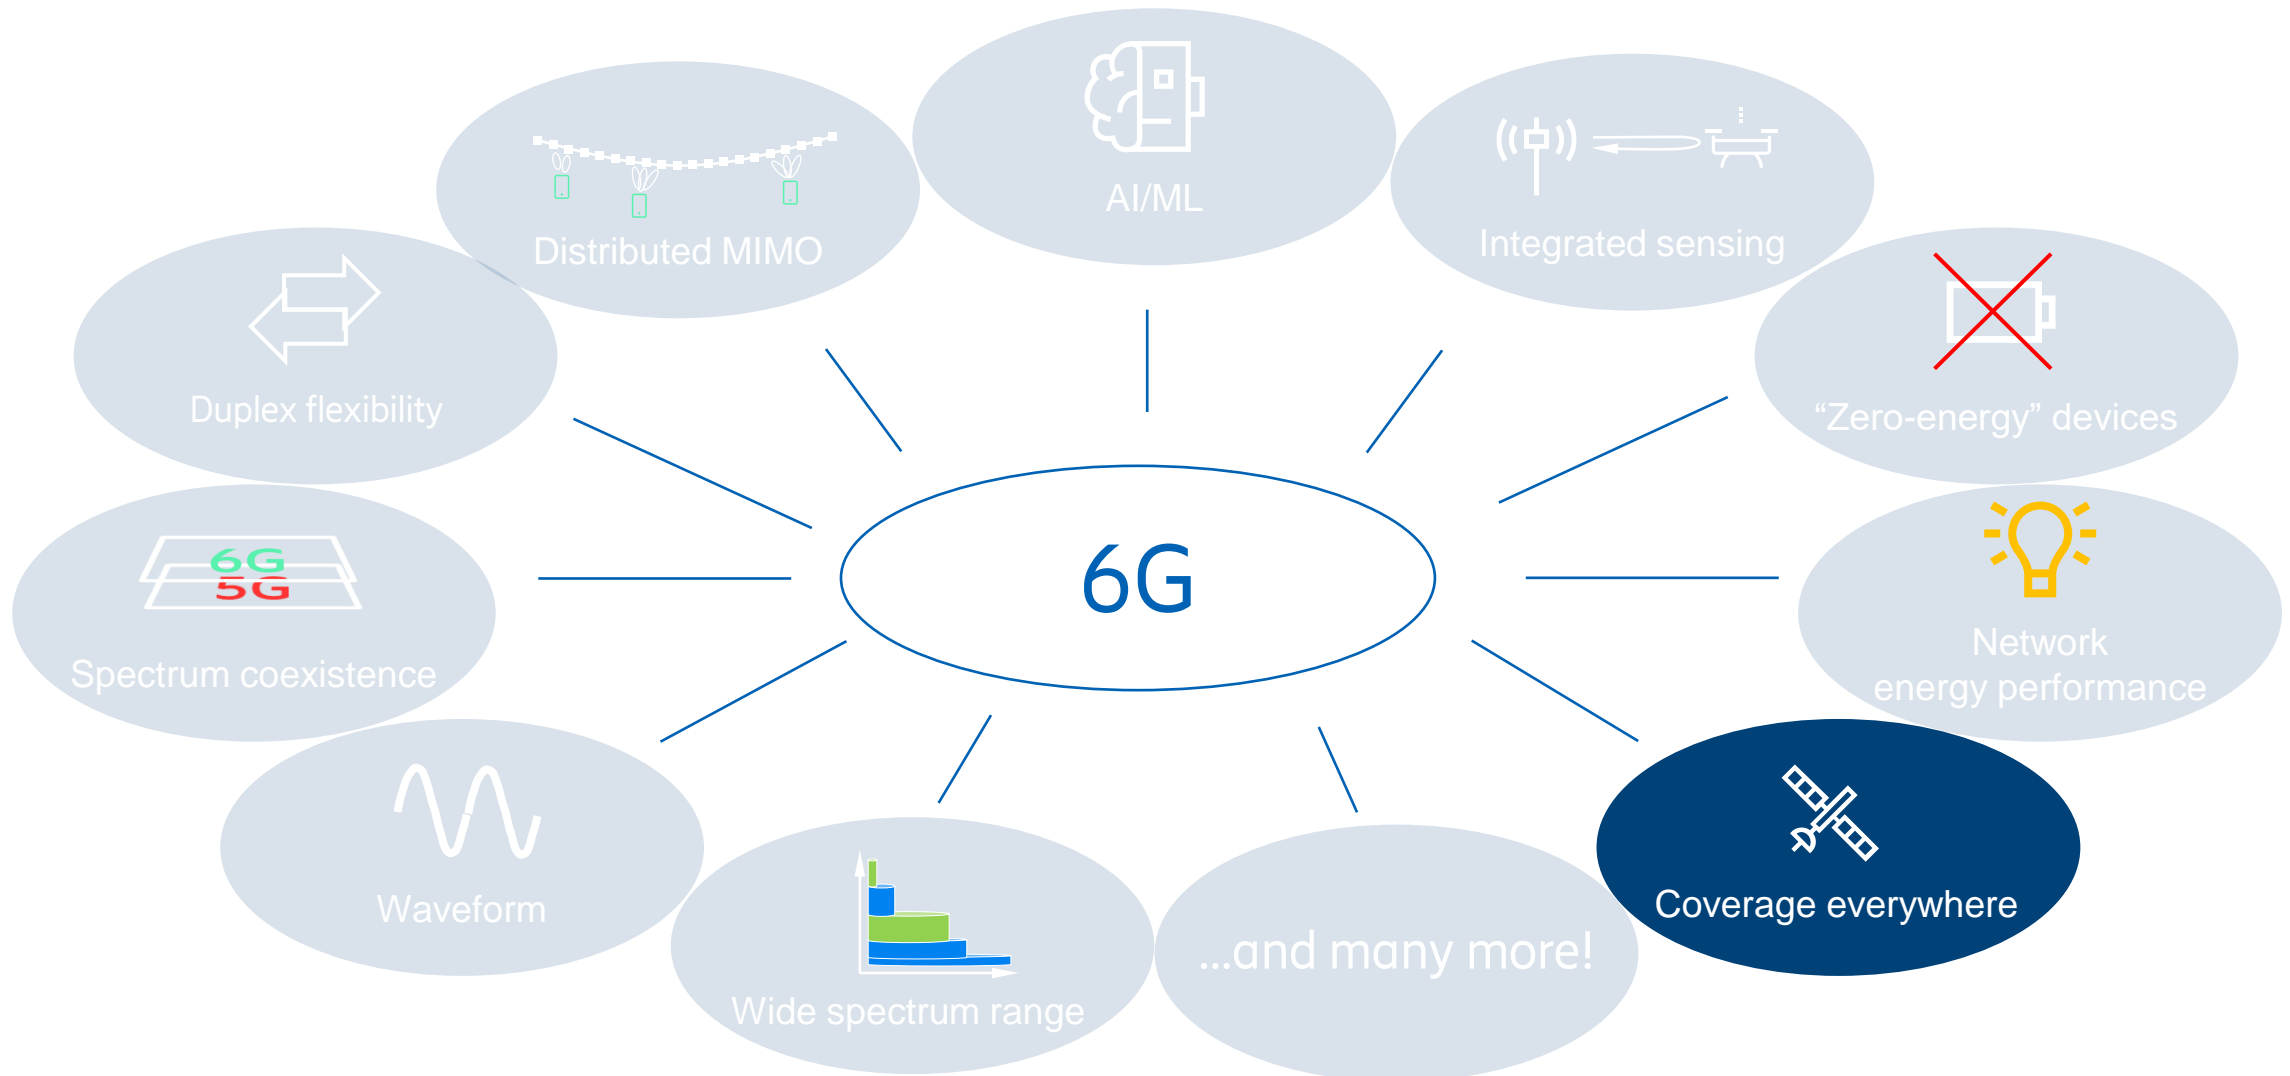 AI/ML
Distributed MIMO
Integrated sensing
Duplex flexibility
“Zero-energy” devices
6G
5G
6G
Spectrum coexistence
Network
energy performance
Waveform
Coverage everywhere
...and many more!
Wide spectrum range